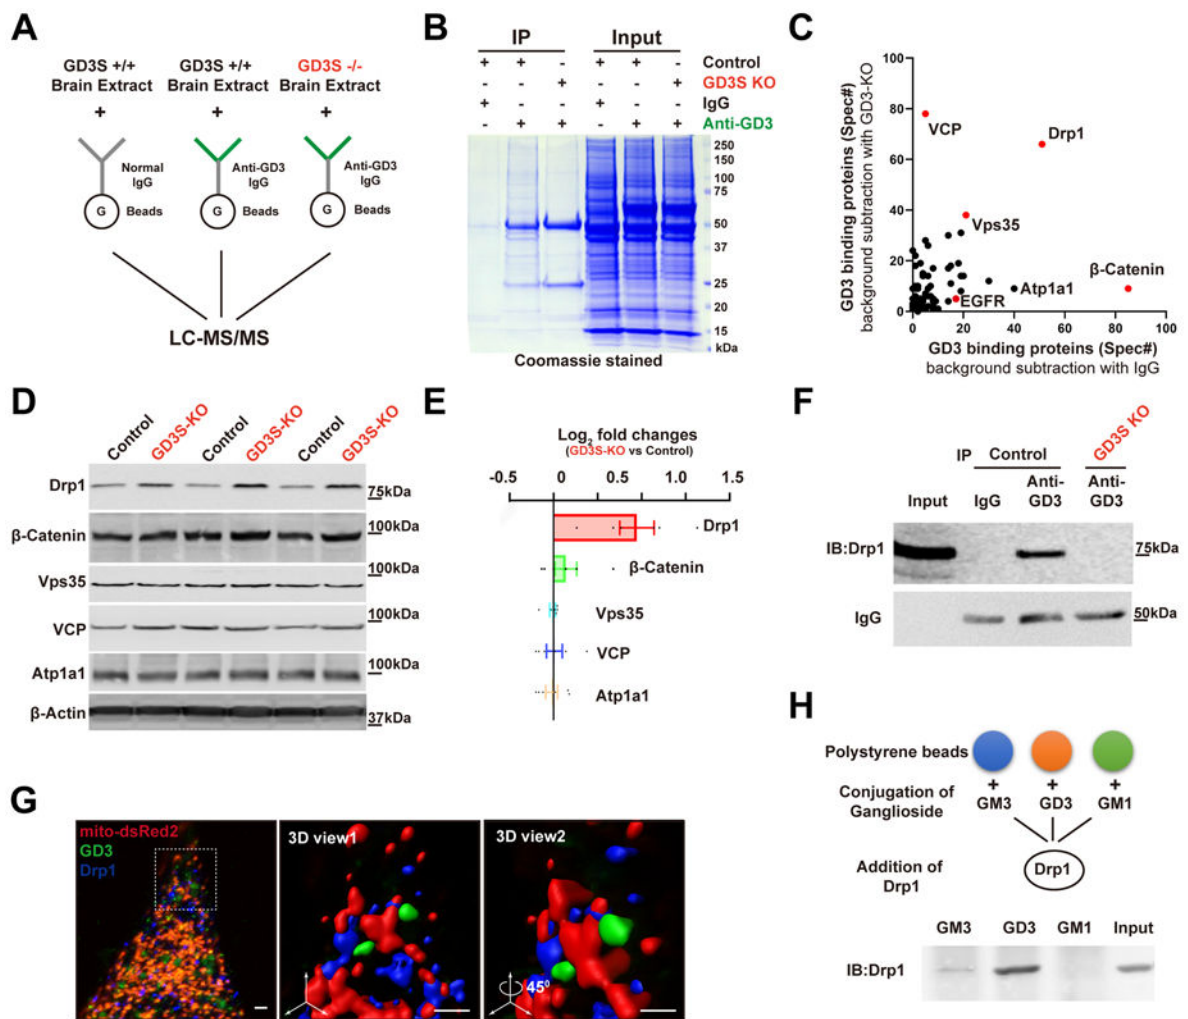 A
GD3S +/+
Brain Extract
+
GD3S +/+
Brain Extract
+
GD3S -/-
Brain Extract
+
Normal
IgG
Anti-GD3
IgG
Anti-GD3
IgG
G
Beads
G
Beads
G
Beads
LC-MS/MS
B
IP
Input
+ + - + + - Control
- - + - - + GD3S KO
+ - - + - - IgG
- + + - + + Anti-GD3
250
150
100
75
50
37
25
20
15
kDa
Coomassie stained
C
GD3 binding proteins (Spec#)
background subtraction with GD3-KO
100
80
60
40
20
0
VCP
Drp1
Vps35
β-Catenin
Atp1a1
EGFR
0 20 40 60 80 100
GD3 binding proteins (Spec#)
background subtraction with IgG
D
Control
GD3S-KO
Control
GD3S-KO
Control
GD3S-KO
Drp1
75kDa
β-Catenin
100kDa
Vps35
100kDa
VCP
100kDa
Atp1a1
100kDa
β-Actin
37kDa
E
Log2 fold changes
(GD3S-KO vs Control)
-0.5 0 0.5 1.0 1.5
Drp1
β-Catenin
Vps35
VCP
Atp1a1
F
IP
Control
GD3S KO
Input
IgG
Anti-
GD3
Anti-
GD3
IB:Drp1
75kDa
IgG
50kDa
G
mito-dsRed2
GD3
Drp1
3D view1
3D view2
45⁰
H
Polystyrene beads
+ + +
Conjugation of
Ganglioside
GM3 GD3 GM1
Addition of
Drp1
Drp1
GM3 GD3 GM1 Input
IB:Drp1